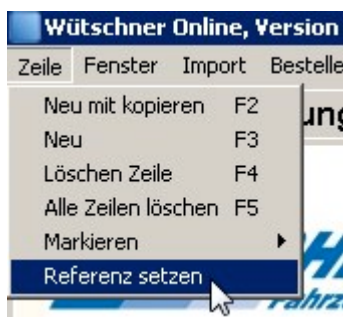 Wütschner Online, Version
Zeile Fenster Import
ung
Neu mit kopieren F2
Neu F3
Löschen Zeile F4
Alle Zeilen löschen F5
Markieren
Referenz setzen